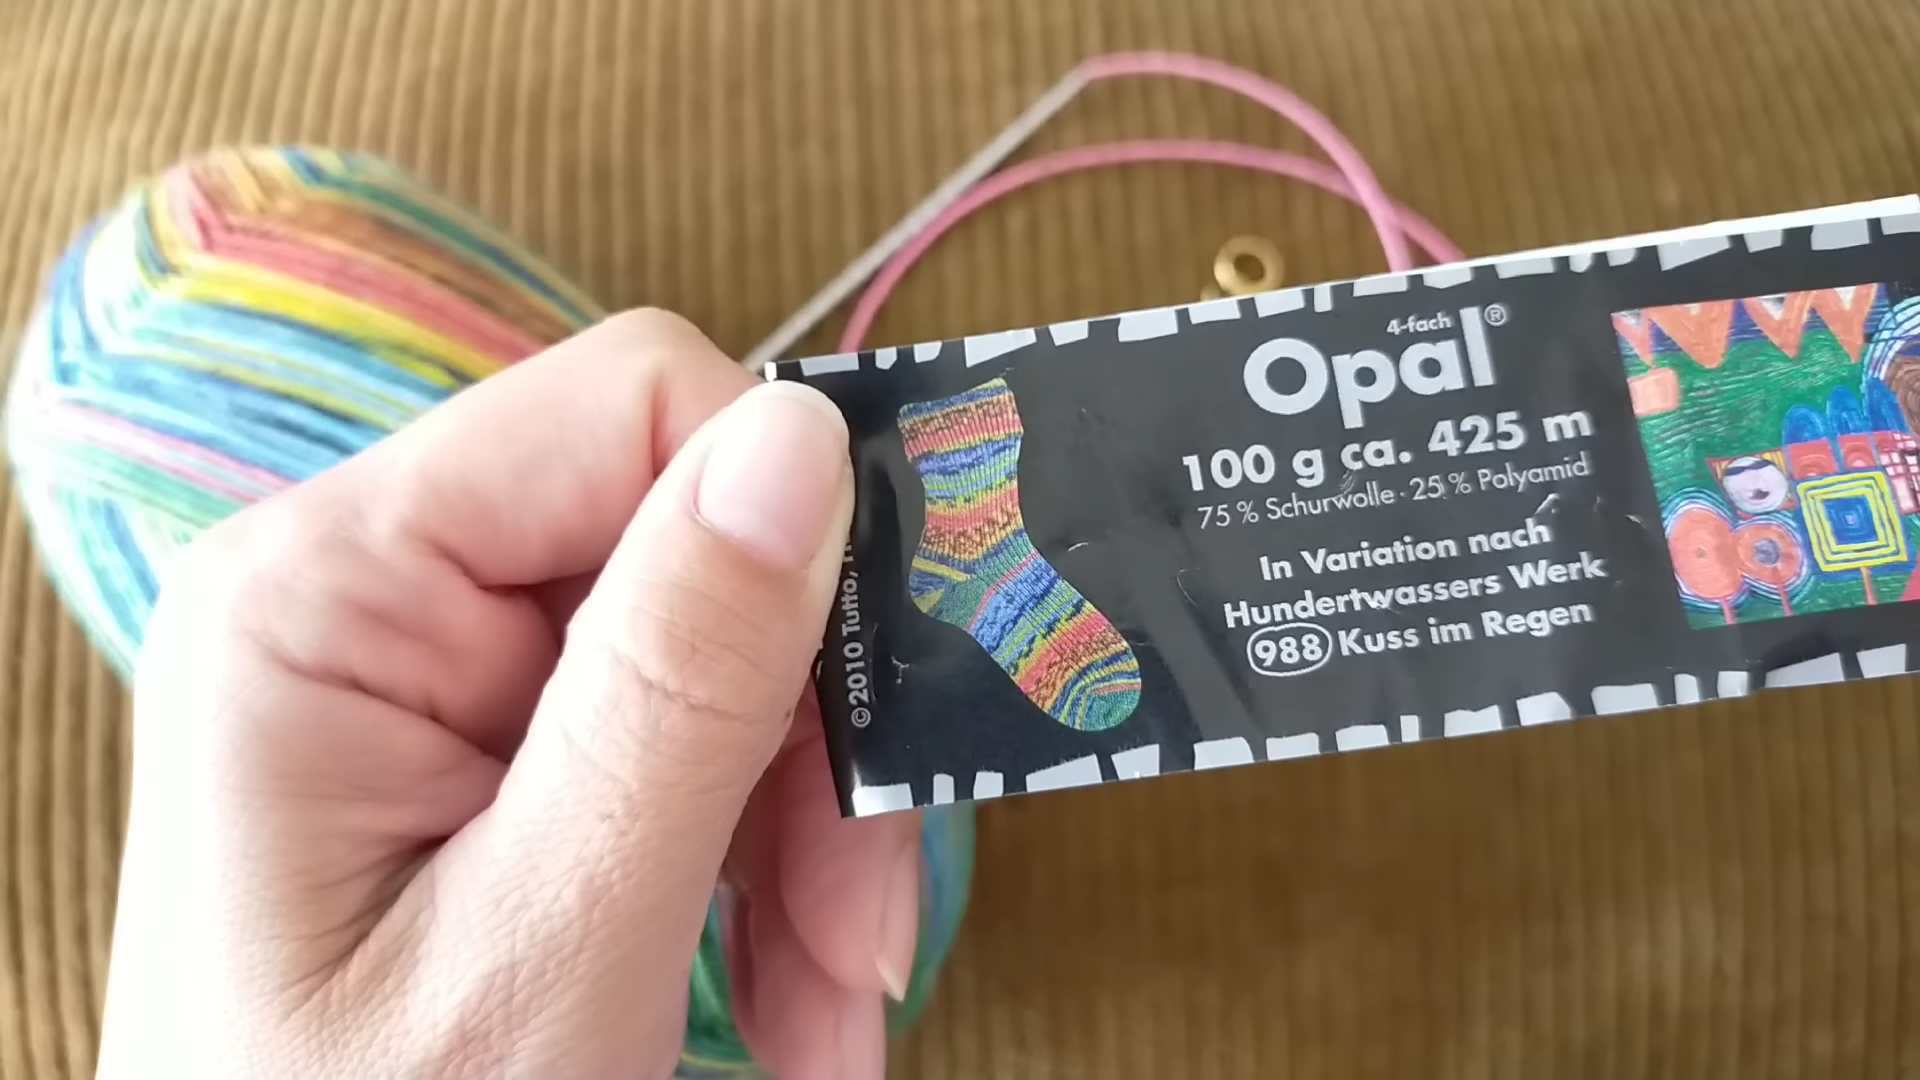 4-fach
Opal®
100 g ca. 425 m
75 % Schurwolle · 25 % Polyamid
In Variation nach
Hundertwassers Werk
988 Kuss im Regen
©2010 Tutto,